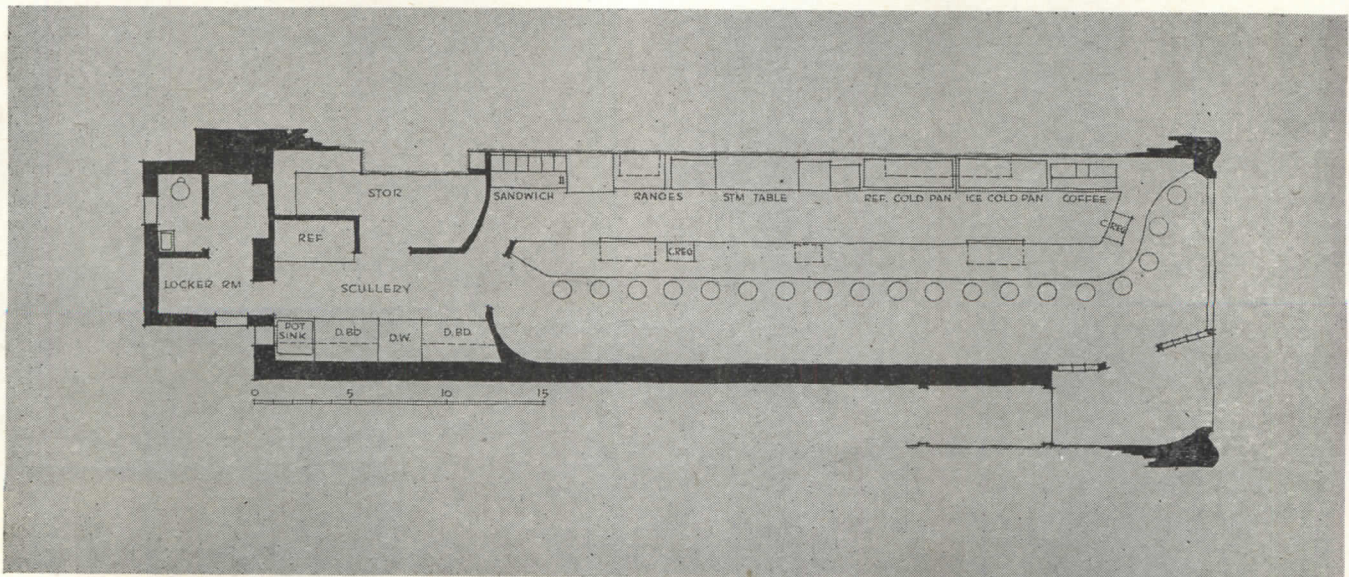 STOR
SANDWICH
RANGES
STM TABLE
REF. COLD PAN
ICE COLD PAN
COFFEE
REF
CREG
LOCKER RM
SCULLERY
POT
SINK
D.BD
D.W.
D.BD.
0 5 10 15